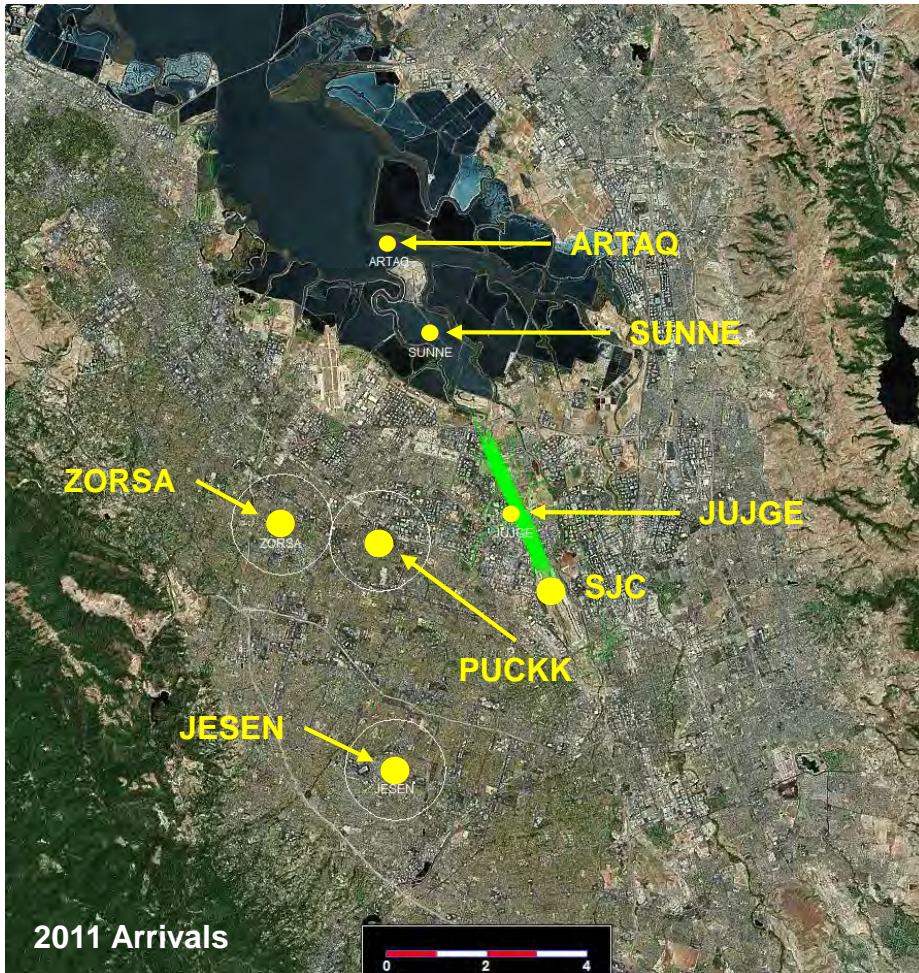 ARTAQ
ARTAQ
SUNNE
SUNNE
ZORSA
ZORSA
JUJGE
JUJGE
SJC
PUCKK
JESEN
JESEN
2011 Arrivals
0 2 4